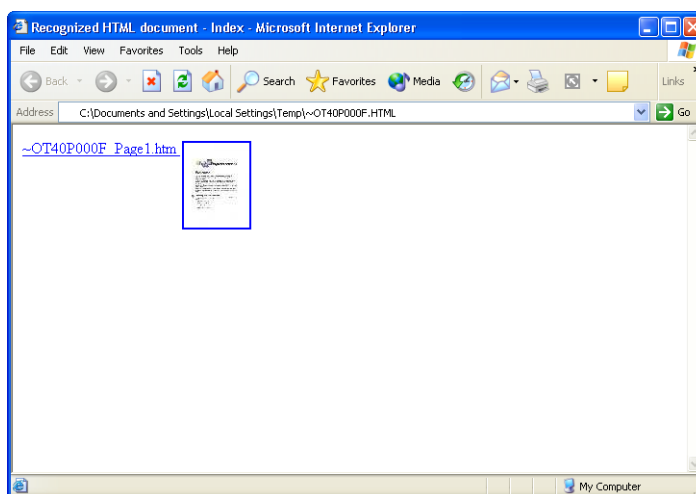 Recognized HTML document - Index - Microsoft Internet Explorer
File Edit View Favorites Tools Help
Back Search Favorites Media Links
Address C:\Documents and Settings\Local Settings\Temp\~OT40P000F.HTML Go
~OT40P000F_Page1.htm
My Computer